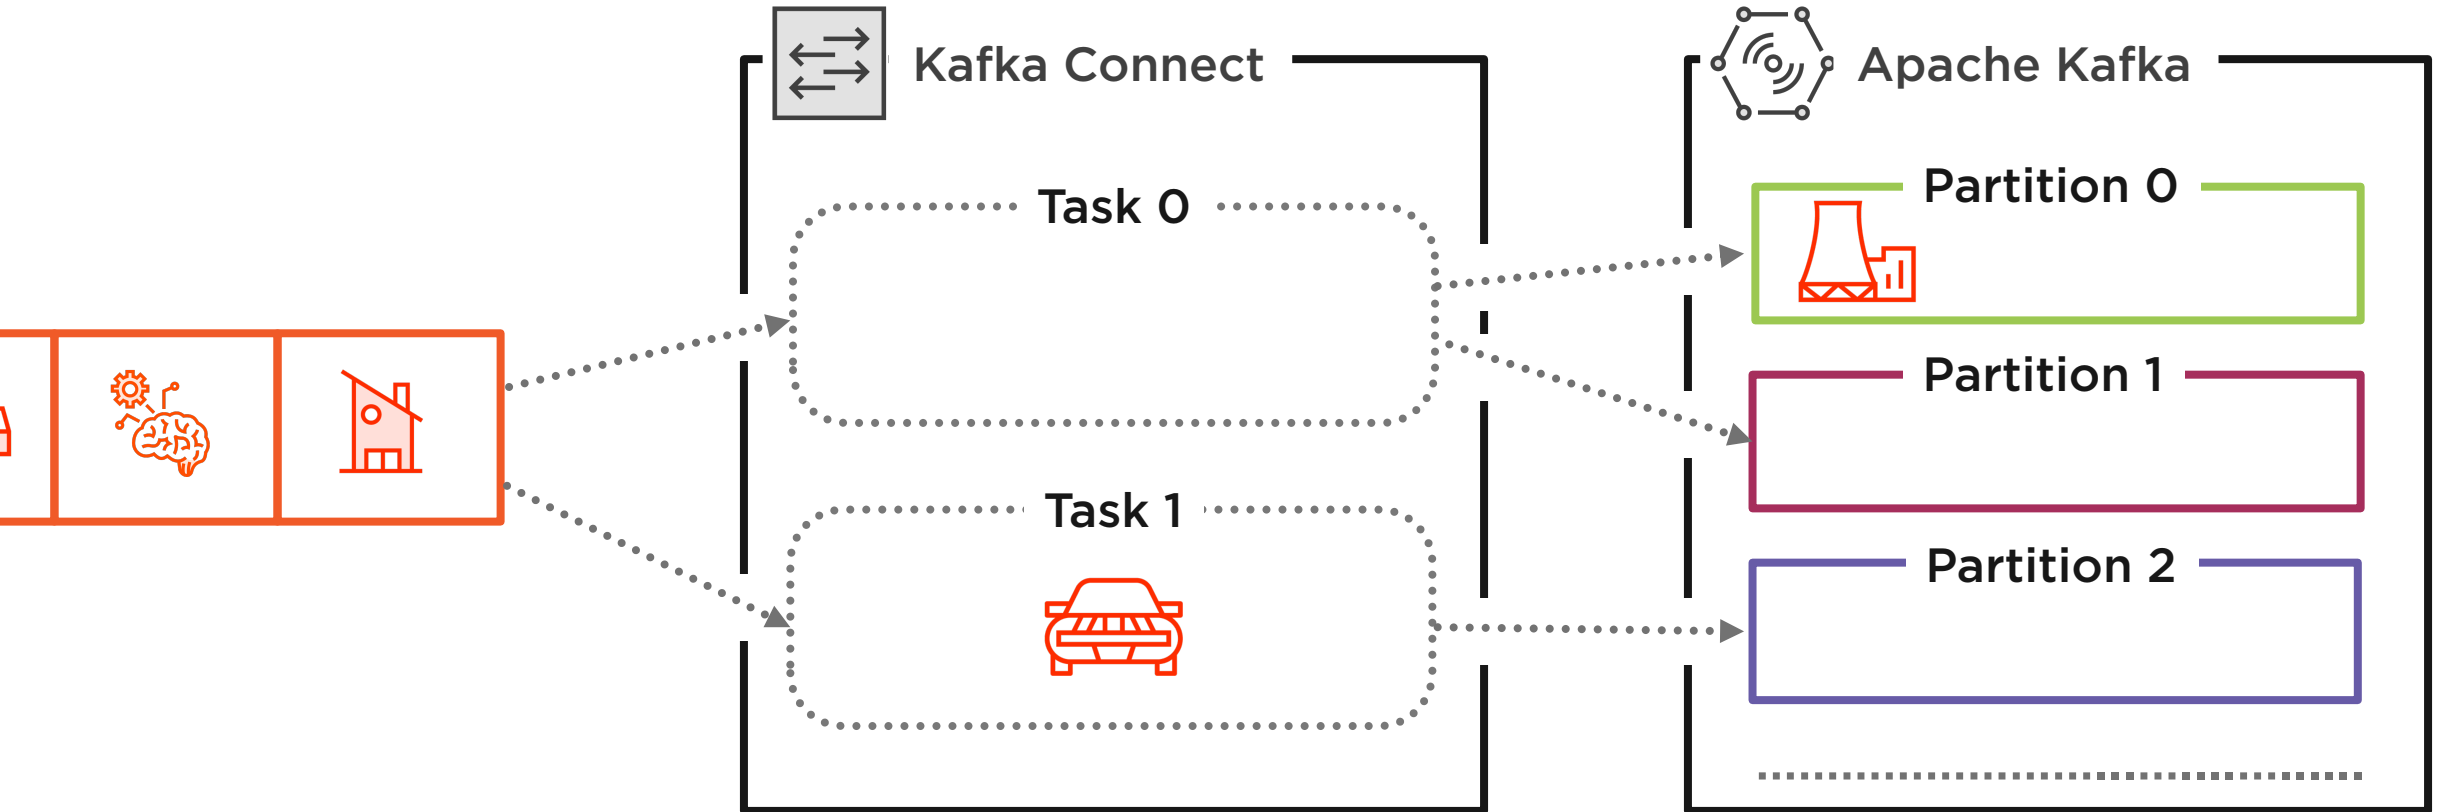 Kafka Connect
Apache Kafka
Task 0
Task 1
Partition 0
Partition 1
Partition 2